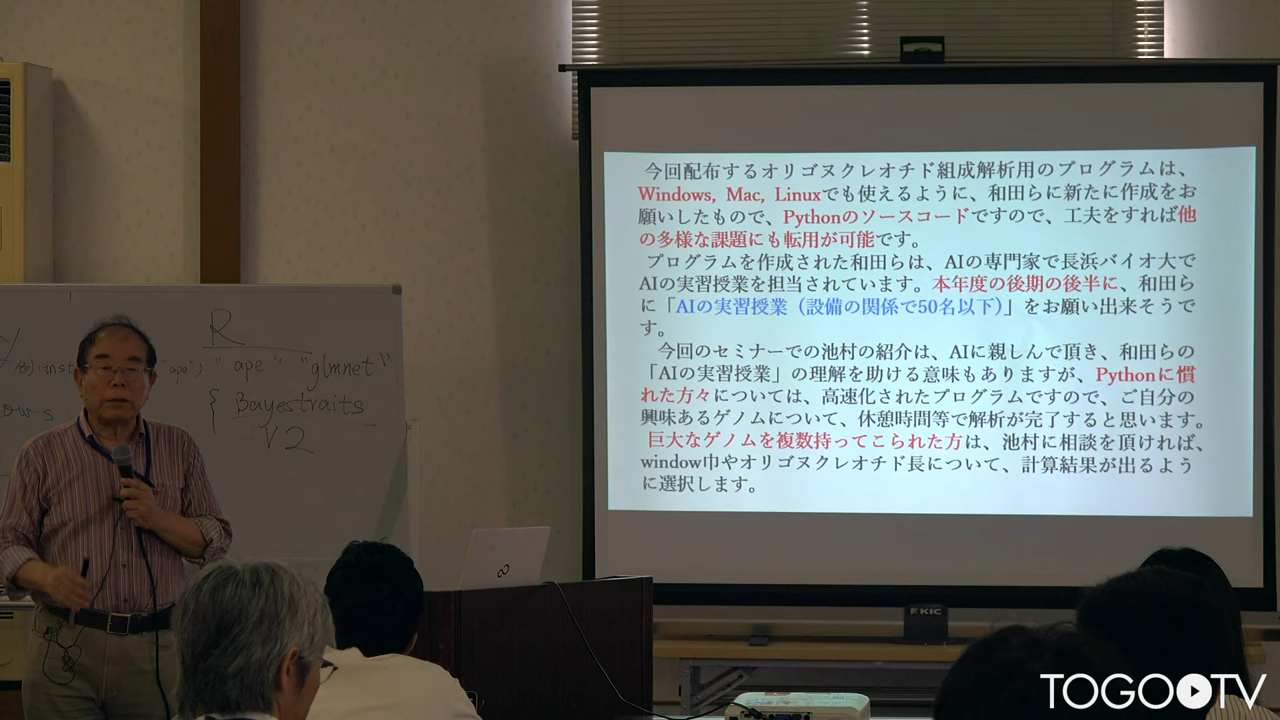 R
"ape"; "ape" "glmnet"
Bayestraits
V2
今回配布するオリゴヌクレオチド組成解析用のプログラムは、
Windows, Mac, Linuxでも使えるように、和田らに新たに作成をお
願いしたもので、Pythonのソースコードですので、工夫をすれば他
の多様な課題にも転用が可能です。
プログラムを作成された和田らは、AIの専門家で長浜バイオ大で
AIの実習授業を担当されています。本年度の後期の後半に、和田ら
に「AIの実習授業（設備の関係で50名以下）」をお願い出来そうで
す。
今回のセミナーでの池村の紹介は、AIに親しんで頂き、和田らの
「AIの実習授業」の理解を助ける意味もありますが、Pythonに慣
れた方々については、高速化されたプログラムですので、ご自分の
興味あるゲノムについて、休憩時間等で解析が完了すると思います。
巨大なゲノムを複数持ってこられた方は、池村に相談を頂ければ、
window巾やオリゴヌクレオチド長について、計算結果が出るよう
に選択します。
KIC
TOGOTV